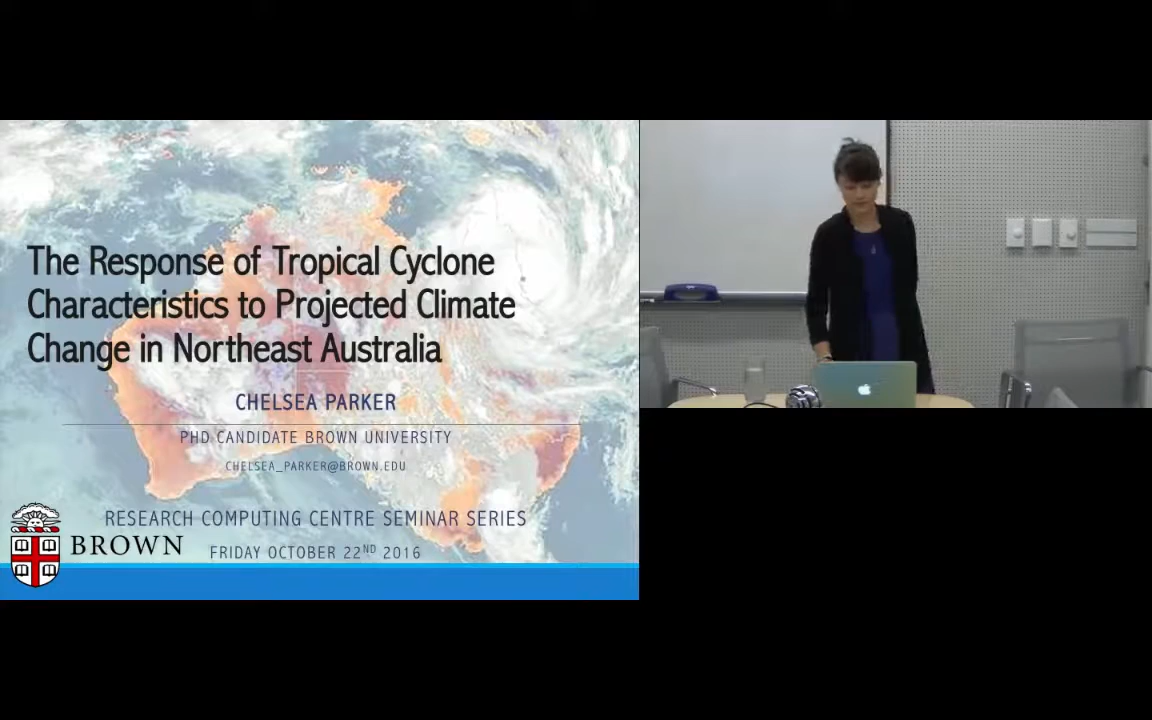 The Response of Tropical Cyclone
Characteristics to Projected Climate
Change in Northeast Australia
CHELSEA PARKER
PHD CANDIDATE BROWN UNIVERSITY
CHELSEA_PARKER@BROWN.EDU
RESEARCH COMPUTING CENTRE SEMINAR SERIES
BROWN
FRIDAY OCTOBER 22ND 2016